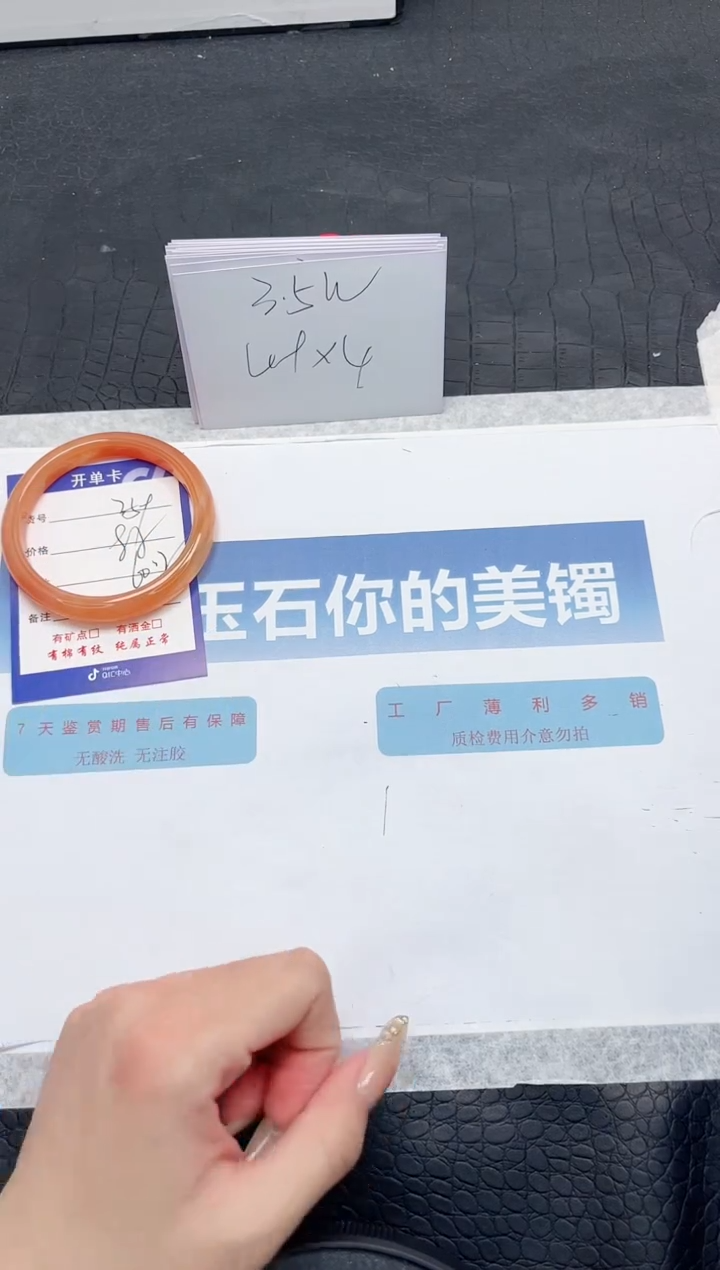 3.5W
开单卡
货号
价格
备注
有矿点□ 有洒金□
有棉有纹 纯属正常
玉石你的美镯
7天鉴赏期售后有保障
无酸洗 无注胶
工厂薄利多销
质检费用介意勿拍